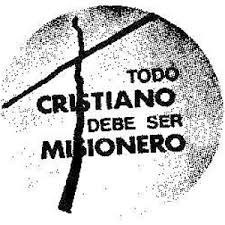 TODO
CRISTIANO
DEBE SER
MISIONERO